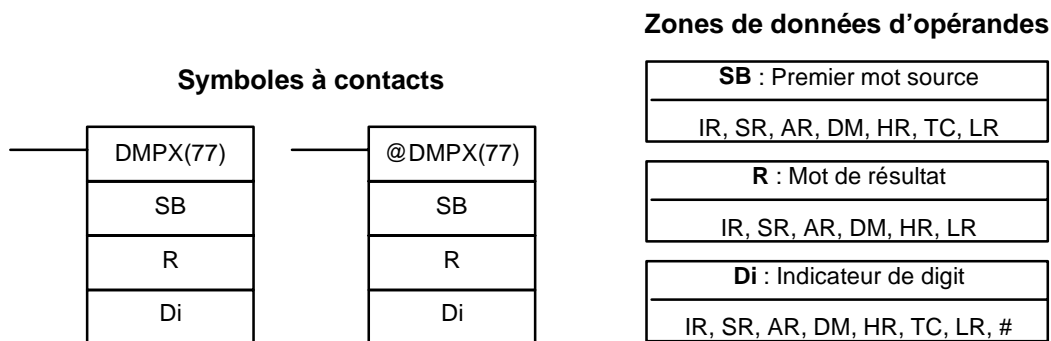 Zones de données d’opérandes
Symboles à contacts
DMPX(77)
SB
R
Di
@DMPX(77)
SB
R
Di
SB : Premier mot source
IR, SR, AR, DM, HR, TC, LR
R : Mot de résultat
IR, SR, AR, DM, HR, LR
Di : Indicateur de digit
IR, SR, AR, DM, HR, TC, LR, #